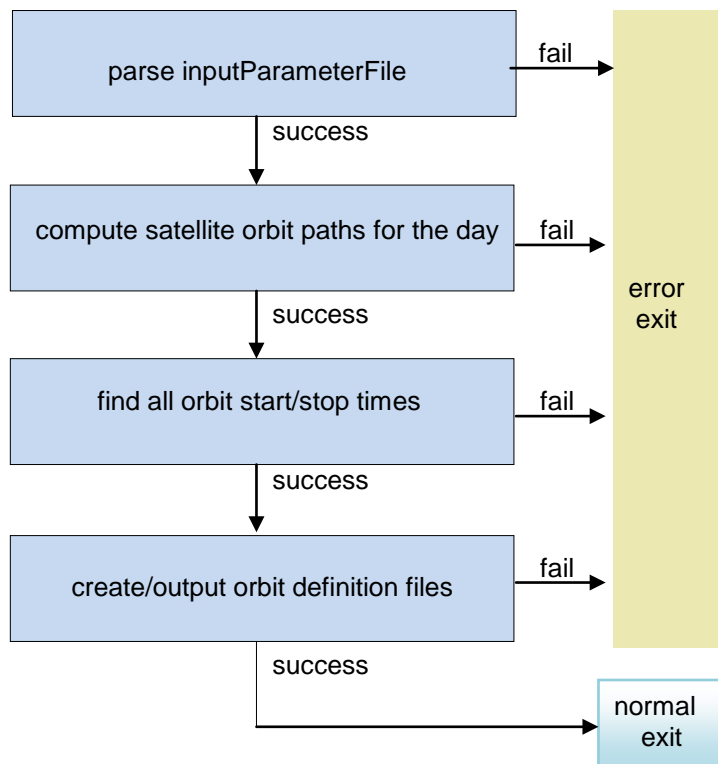 parse inputParameterFile
fail
success
compute satellite orbit paths for the day
fail
success
find all orbit start/stop times
fail
success
create/output orbit definition files
fail
success
error
exit
normal
exit